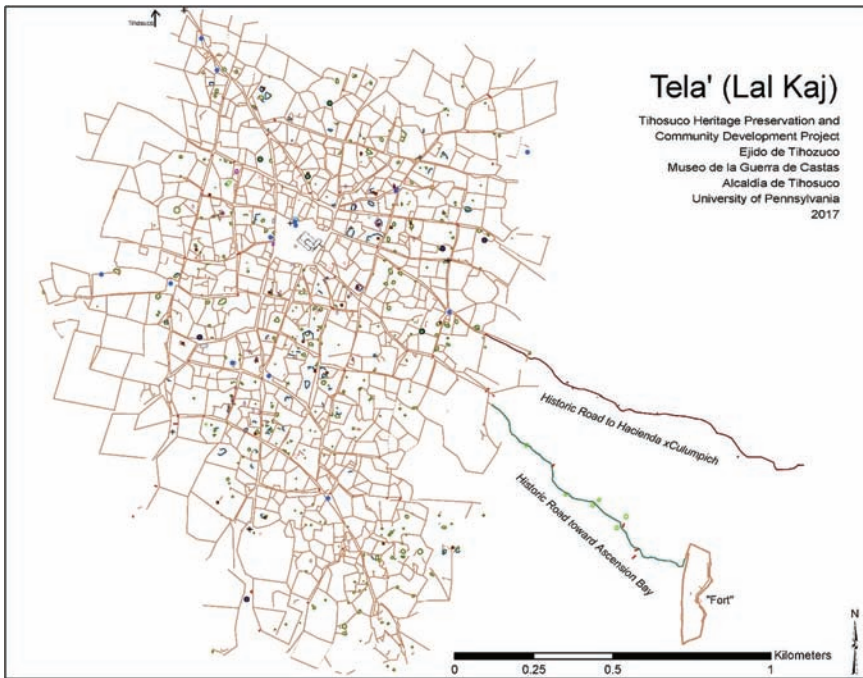 Tihosuco
Tela' (Lal Kaj)
Tihosuco Heritage Preservation and
Community Development Project
Ejido de Tihozuco
Museo de la Guerra de Castas
Alcaldía de Tihosuco
University of Pennsylvania
2017
Historic Road to Hacienda xCulumpich
Historic Road toward Ascension Bay
"Fort"
N
Kilometers
0 0.25 0.5 1